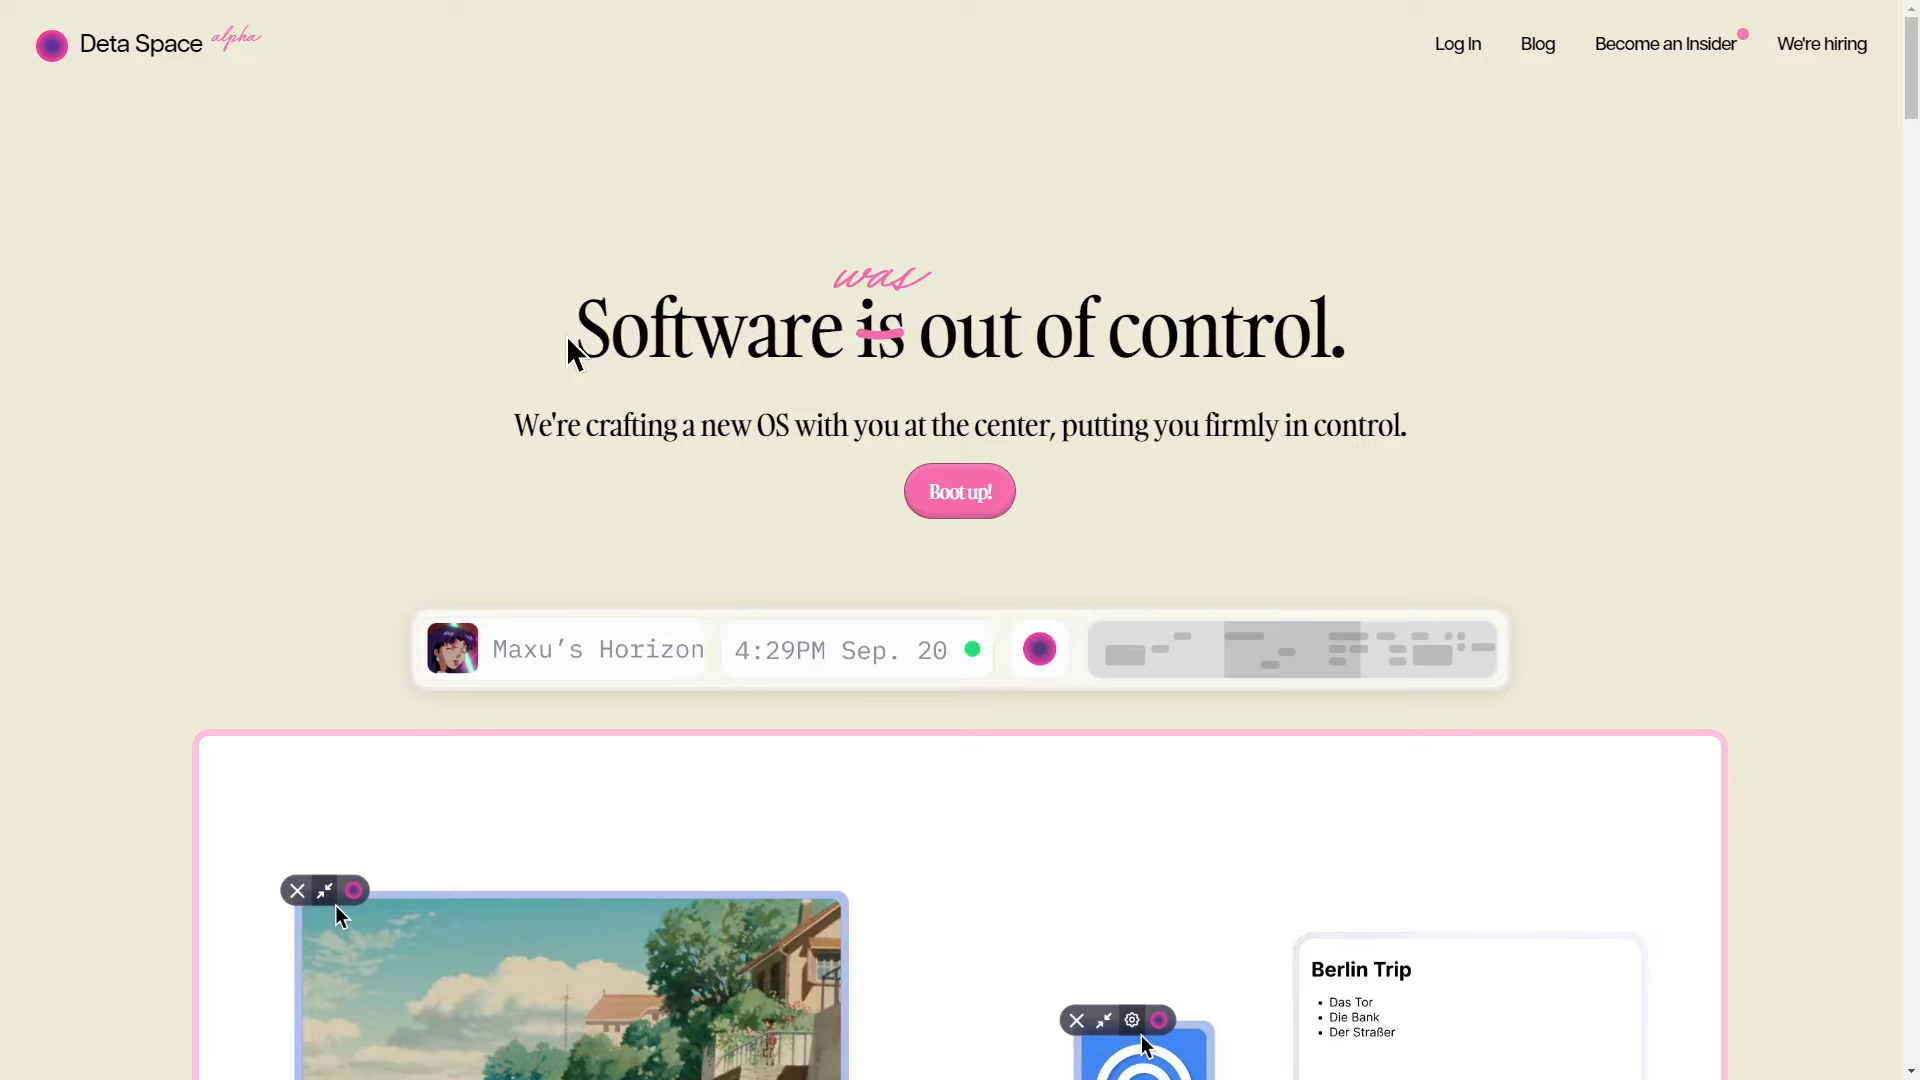 Deta Space alpha
Log In
Blog
Become an Insider
We're hiring
was
Software is out of control.
We're crafting a new OS with you at the center, putting you firmly in control.
Boot up!
Maxu’s Horizon
4:29PM Sep. 20
Berlin Trip
• Das Tor
• Die Bank
• Der Straßer